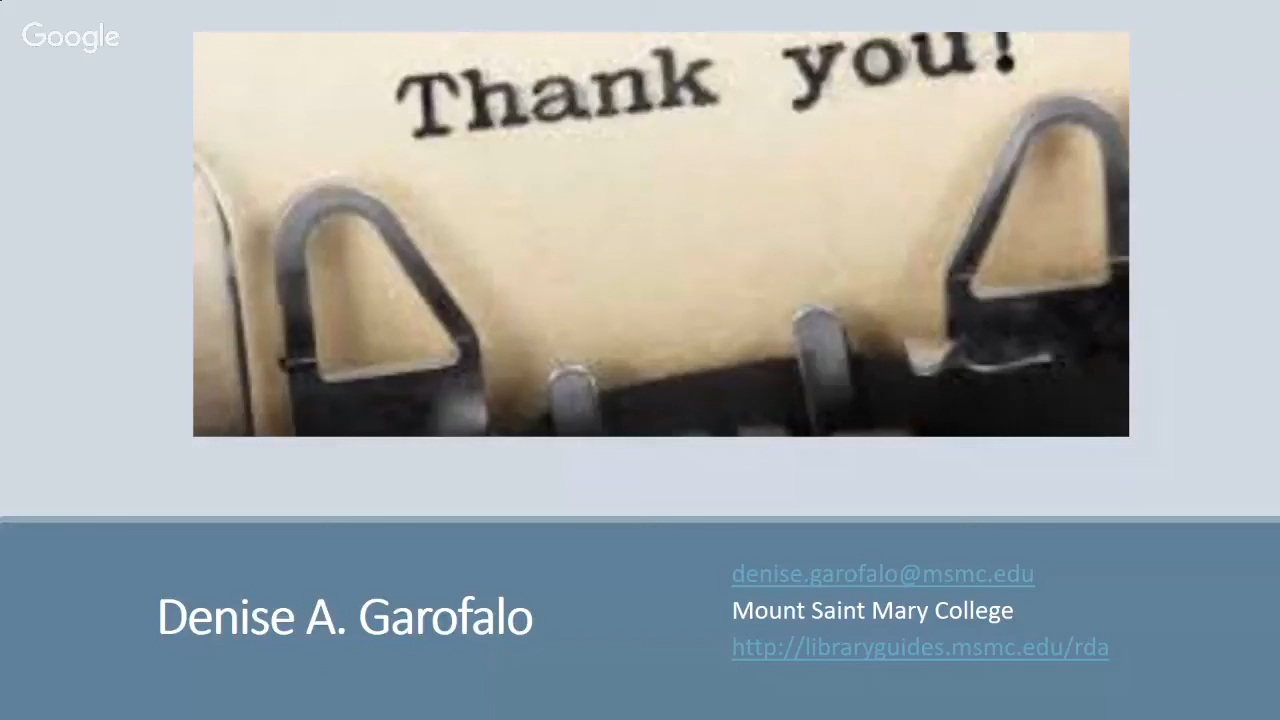 Google
Thank you!
Denise A. Garofalo
denise.garofalo@msmc.edu
Mount Saint Mary College
http://libraryguides.msmc.edu/rda